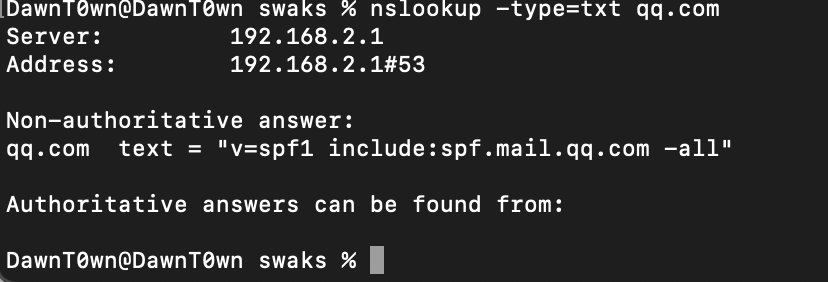 DawnT0wn@DawnT0wn swaks % nslookup -type=txt qq.com
Server: 192.168.2.1
Address: 192.168.2.1#53
Non-authoritative answer:
qq.com text = "v=spf1 include:spf.mail.qq.com -all"
Authoritative answers can be found from:
DawnT0wn@DawnT0wn swaks %